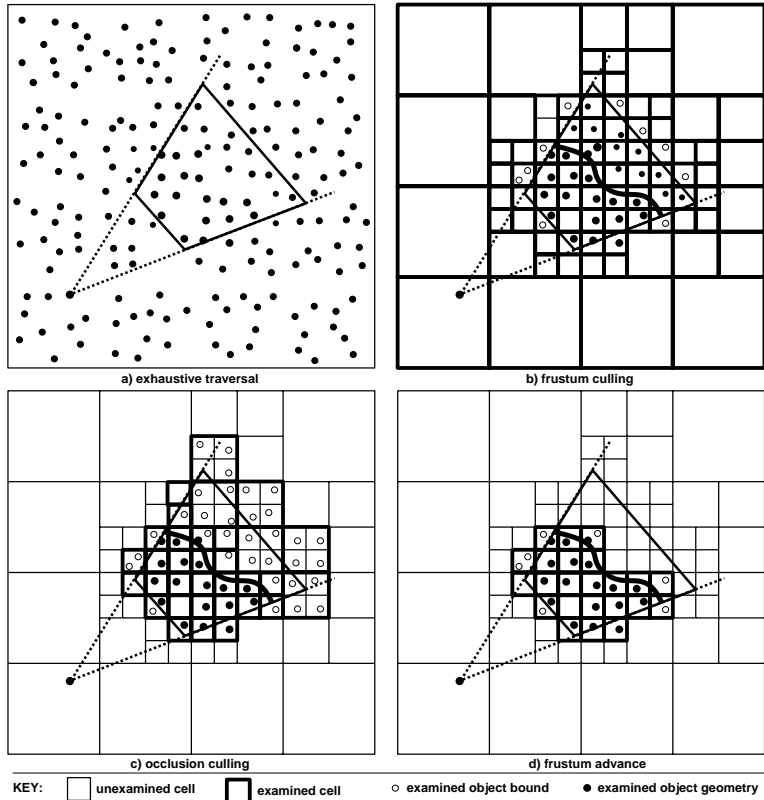 a) exhaustive traversal
b) frustum culling
c) occlusion culling
d) frustum advance
KEY: unexamined cell examined cell examined object bound examined object geometry